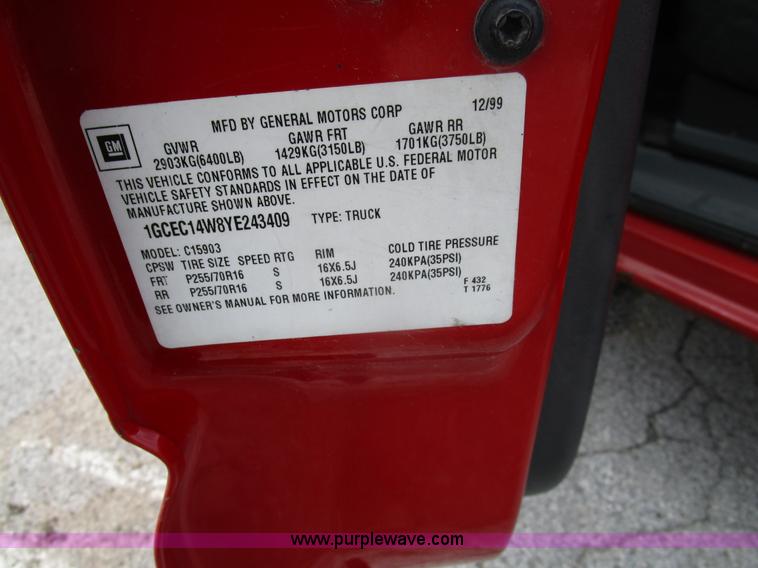 MFD BY GENERAL MOTORS CORP 12/99
GM
GVWR GAWR FRT GAWR RR
2903KG(6400LB) 1429KG(3150LB) 1701KG(3750LB)
THIS VEHICLE CONFORMS TO ALL APPLICABLE U.S. FEDERAL MOTOR
VEHICLE SAFETY STANDARDS IN EFFECT ON THE DATE OF
MANUFACTURE SHOWN ABOVE.
1GCEC14W8YE243409 TYPE: TRUCK
MODEL: C15903
CPSW TIRE SIZE SPEED RTG RIM COLD TIRE PRESSURE
FRT P255/70R16 S 16X6.5J 240KPA(35PSI)
RR P255/70R16 S 16X6.5J 240KPA(35PSI)
SEE OWNER'S MANUAL FOR MORE INFORMATION.
F 432
T 1776
www.purplewave.com